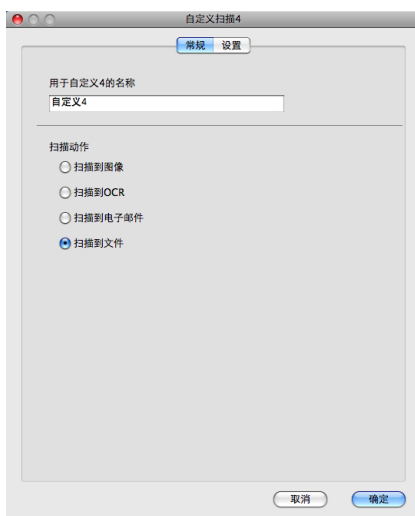 自定义扫描4
常规 设置
用于自定义4的名称
自定义4
扫描动作
扫描到图像
扫描到OCR
扫描到电子邮件
扫描到文件
取消 确定